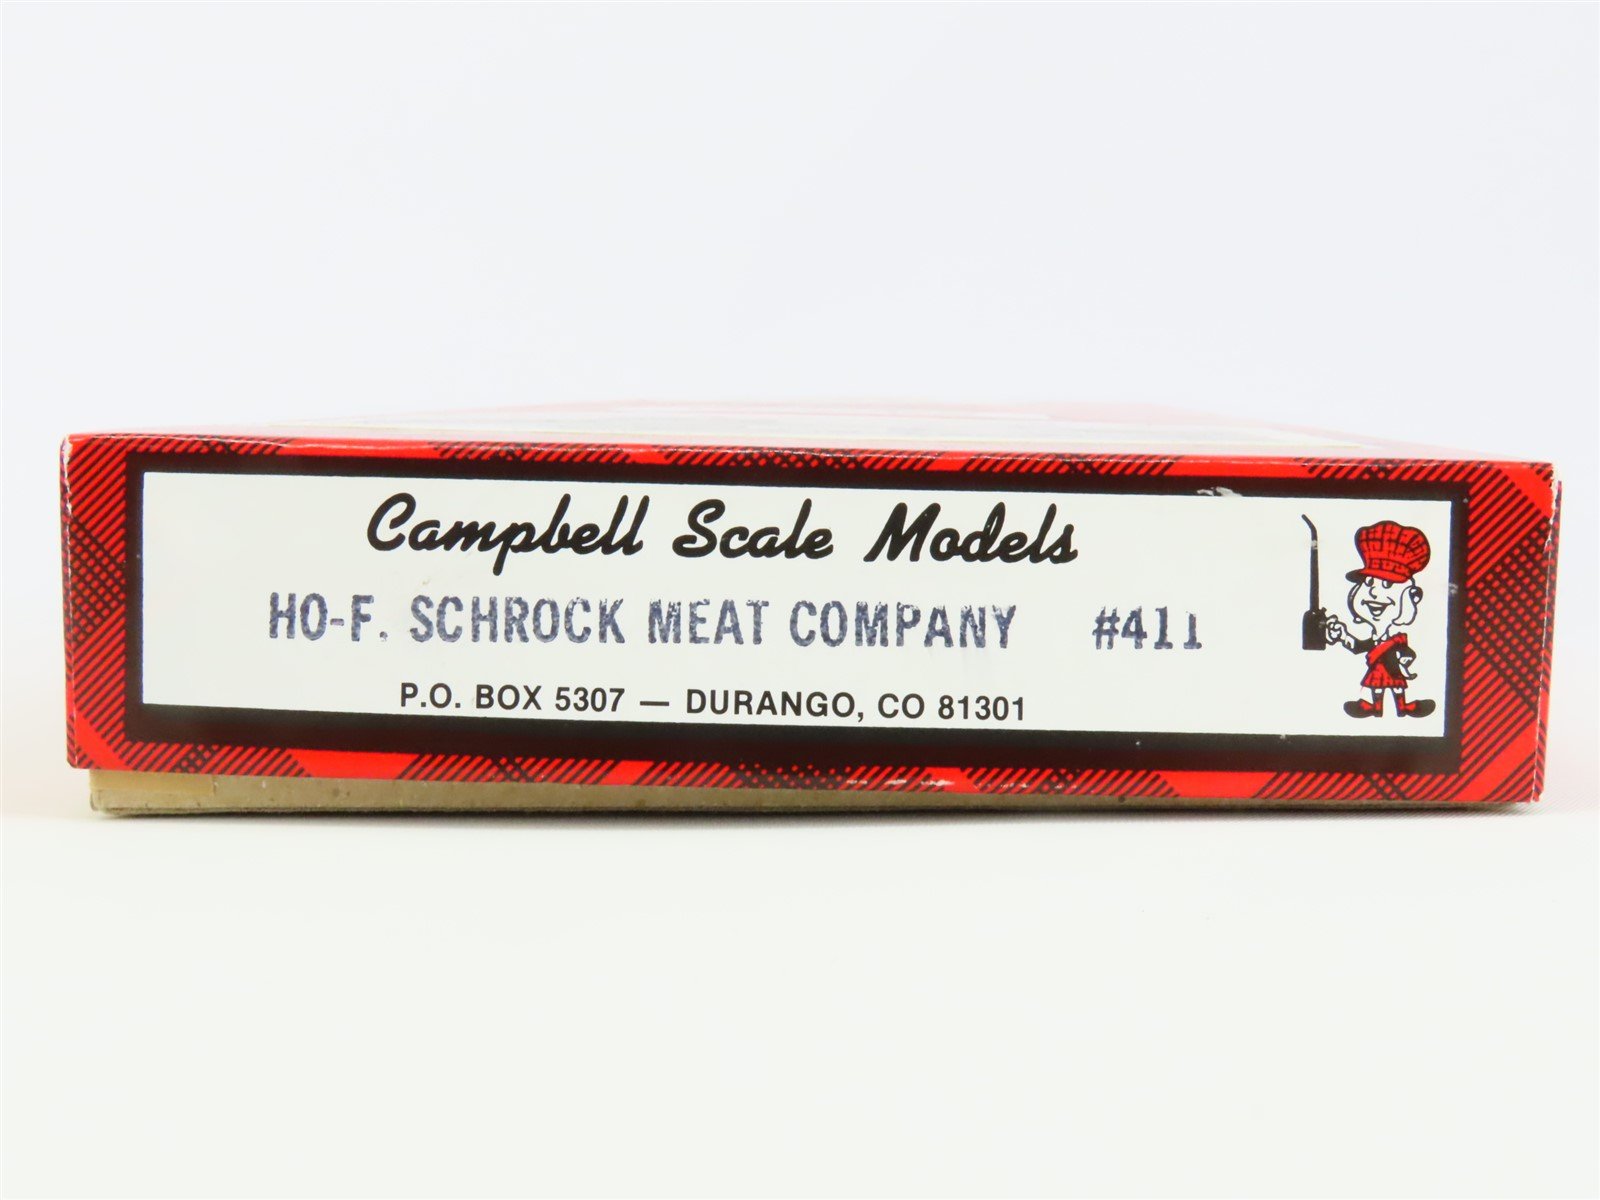 Campbell Scale Models
HO-F. SCHROCK MEAT COMPANY #411
P.O. BOX 5307 — DURANGO, CO 81301